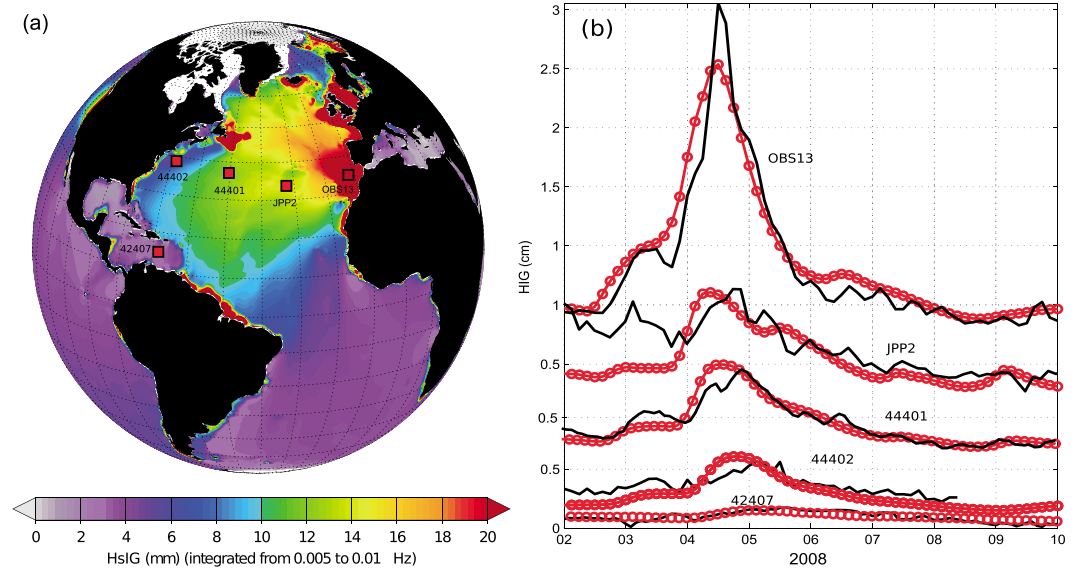 (a)
44402
44401
JPP2
OBS13
42407
0 2 4 6 8 10 12 14 16 18 20
HsIG (mm) (integrated from 0.005 to 0.01 Hz)
(b)
3
2.5
2
1.5
1
1
0.5
0.5
0.5
0
HIG (cm)
OBS13
JPP2
44401
44402
42407
02 03 04 05 06 07 08 09 10
2008